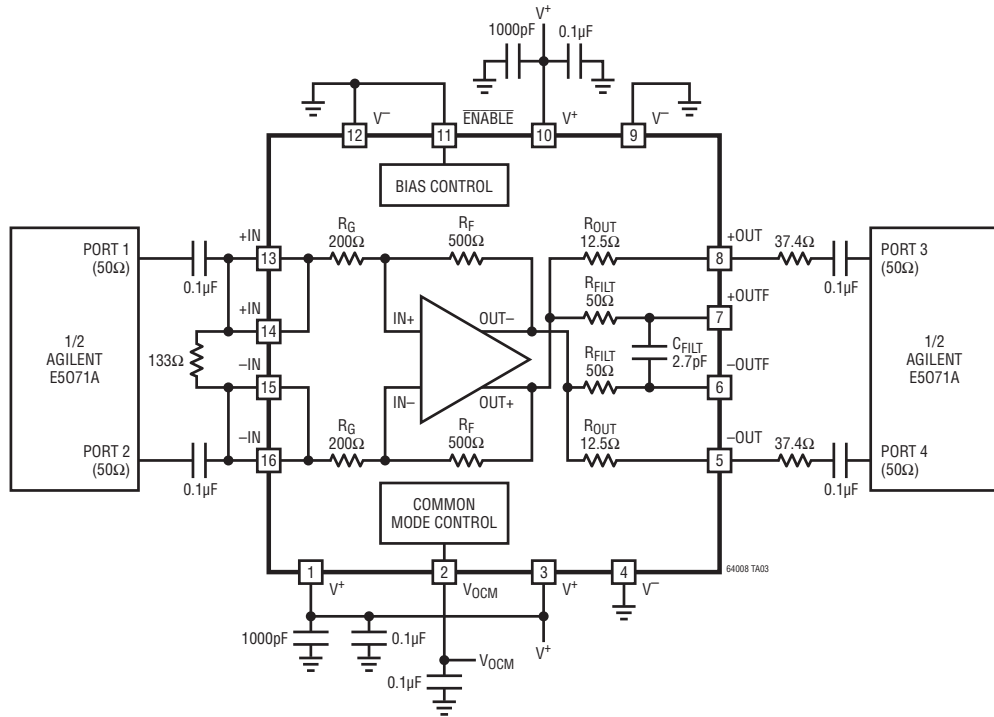 V+
1000pF
0.1µF
V–
ENABLE
V+
V–
12
11
10
9
BIAS CONTROL
PORT 1
(50Ω)
0.1µF
+IN
13
RG
200Ω
RF
500Ω
ROUT
12.5Ω
+OUT
8
37.4Ω
0.1µF
PORT 3
(50Ω)
RFILT
50Ω
+OUTF
7
+IN
14
IN+
OUT–
CFILT
2.7pF
1/2
AGILENT
E5O71A
133Ω
–IN
15
RFILT
50Ω
6
–OUTF
1/2
AGILENT
E5O71A
IN–
OUT+
PORT 2
(50Ω)
0.1µF
–IN
16
RG
200Ω
RF
500Ω
ROUT
12.5Ω
–OUT
5
37.4Ω
0.1µF
PORT 4
(50Ω)
COMMON
MODE CONTROL
1
2
3
4
64008 TA03
V+
VOCM
V+
V–
1000pF
0.1µF
V+
VOCM
0.1µF